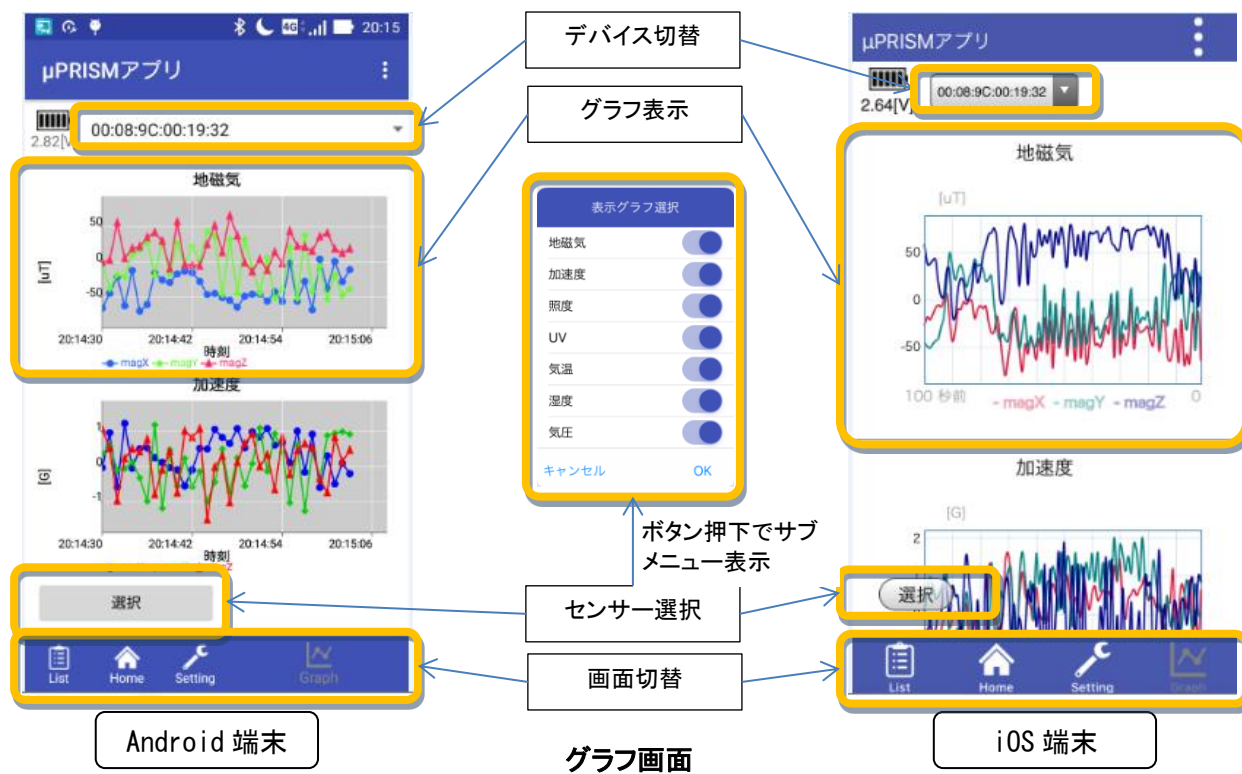 20:15
μPRISMアプリ
2.82[V]
00:08:9C:00:19:32
地磁気
50
0
-50
[uT]
20:14:30
20:14:42
20:14:54
20:15:06
時刻
magX
magY
magZ
加速度
1
0
-1
[G]
20:14:30
20:14:42
20:14:54
20:15:06
時刻
選択
List
Home
Setting
Graph
Android 端末
デバイス切替
グラフ表示
表示グラフ選択
地磁気
加速度
照度
UV
気温
湿度
気圧
キャンセル
OK
ボタン押下でサブ
メニュー表示
センサー選択
画面切替
グラフ画面
μPRISMアプリ
2.64[V]
00:08:9C:00:19:32
地磁気
[uT]
50
0
-50
100 秒前
- magX - magY - magZ
0
加速度
[G]
2
選択
List
Home
Setting
Graph
iOS 端末